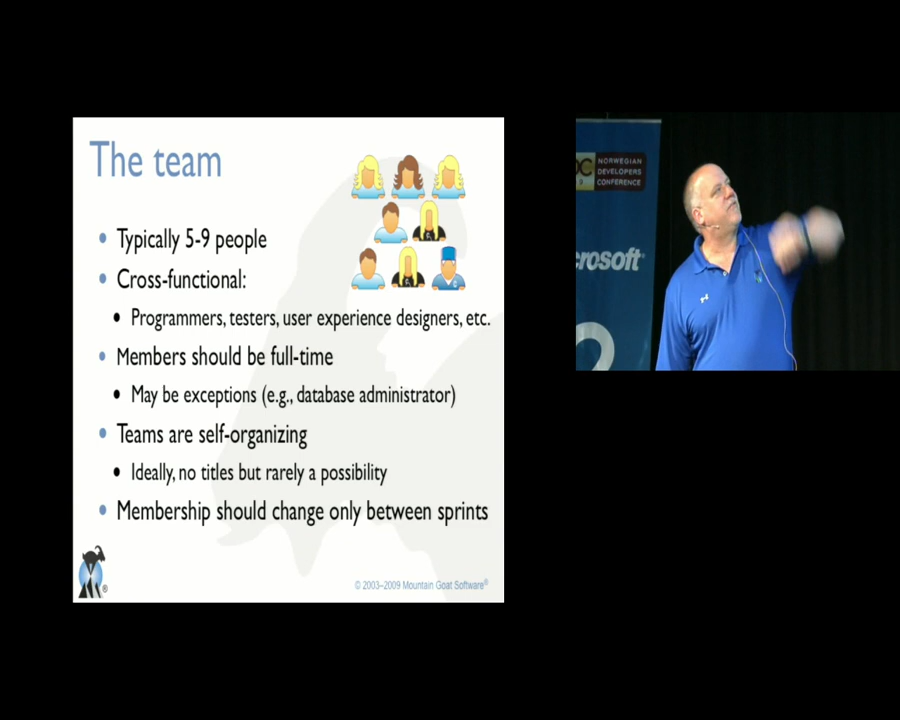 The team
Typically 5-9 people
Cross-functional:
Programmers, testers, user experience designers, etc.
Members should be full-time
May be exceptions (e.g., database administrator)
Teams are self-organizing
Ideally, no titles but rarely a possibility
Membership should change only between sprints
®
© 2003–2009 Mountain Goat Software®
NORWEGIAN
DEVELOPERS
CONFERENCE
crosoft